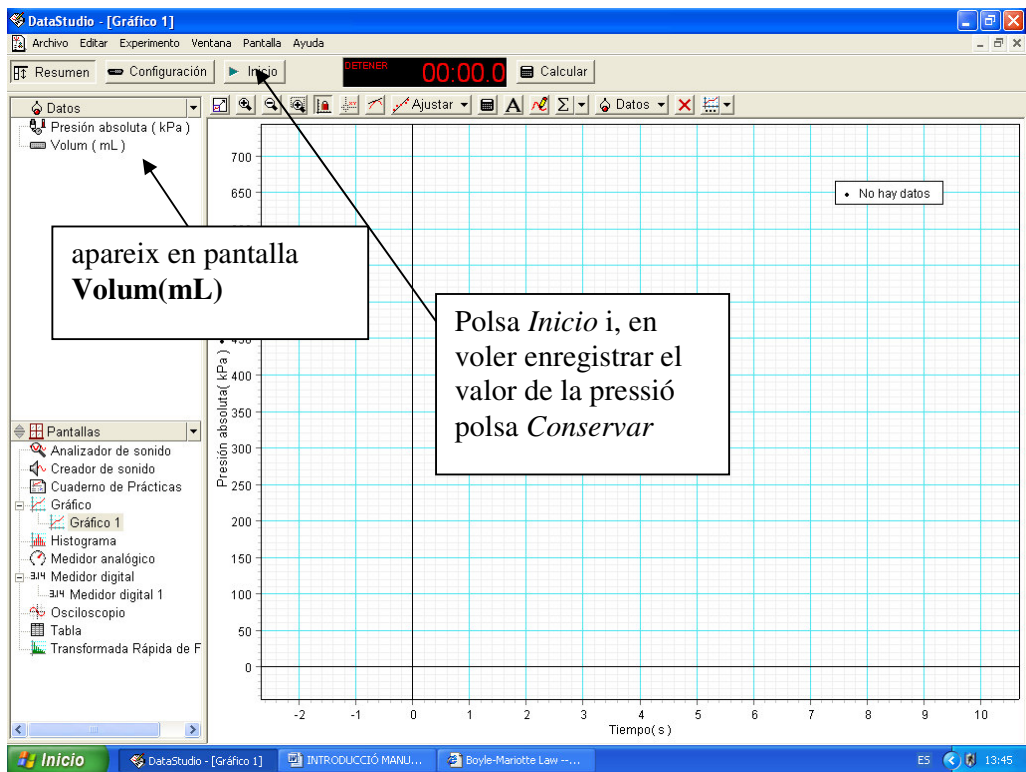 DataStudio - [Gráfico 1]
Archivo Editar Experimento Ventana Pantalla Ayuda
Resumen Configuración Inicio DETENER 00:00.0 Calcular
Datos Ajustar A Σ Datos
Presión absoluta ( kPa )
Volum ( mL )
700
650
No hay datos
apareix en pantalla
Volum(mL)
Polsa Inicio i, en
voler enregistrar el
valor de la pressió
polsa Conservar
Presión absoluta( kPa )
400
350
300
250
200
150
100
50
0
Pantallas
Analizador de sonido
Creador de sonido
Cuaderno de Prácticas
Gráfico
Gráfico 1
Histograma
Medidor analógico
3.14 Medidor digital
3.14 Medidor digital 1
Osciloscopio
Tabla
Transformada Rápida de F
-2 -1 0 1 2 3 4 5 6 7 8 9 10
Tiempo( s )
Inicio DataStudio - [Gráfico 1] INTRODUCCIÓ MANU... Boyle-Mariotte Law --... ES 13:45